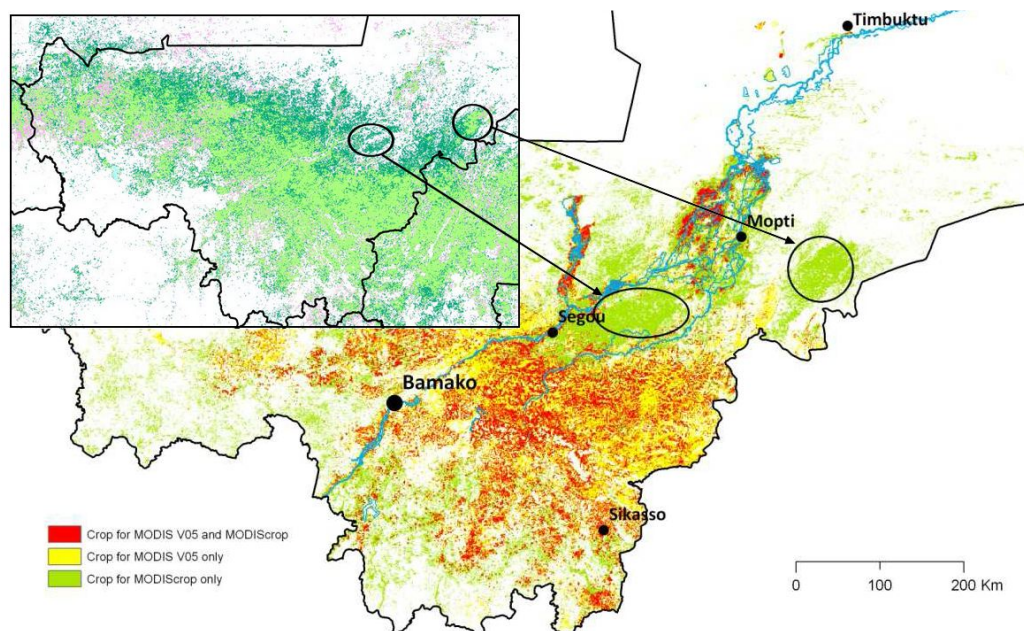 Timbuktu
Mopti
Segou
Bamako
Sikasso
Crop for MODIS V05 and MODIScrop
Crop for MODIS V05 only
Crop for MODIScrop only
0 100 200 Km